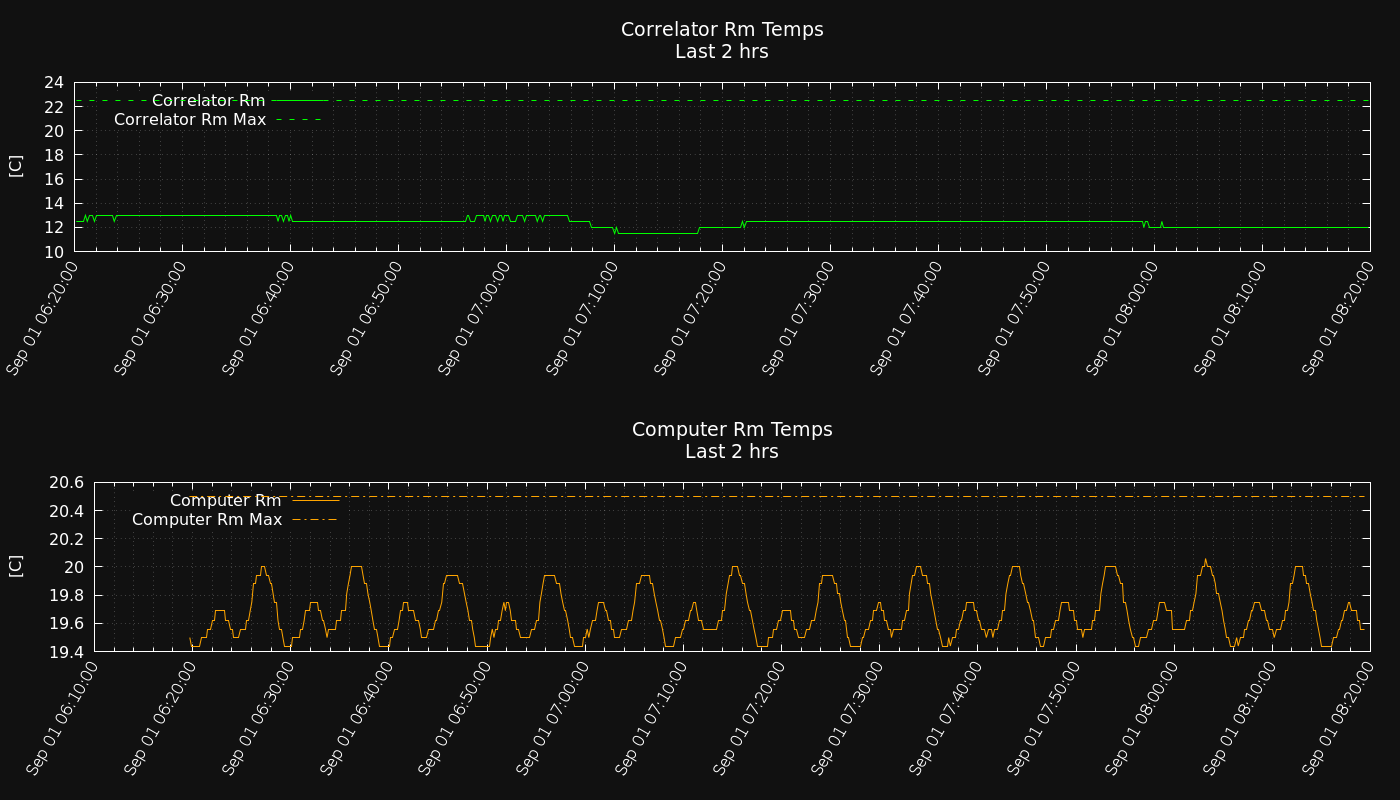 Correlator Rm Temps
Last 2 hrs
24
22
20
18
16
14
12
10
[C]
Correlator Rm
Correlator Rm Max
Sep 01 06:20:00
Sep 01 06:30:00
Sep 01 06:40:00
Sep 01 06:50:00
Sep 01 07:00:00
Sep 01 07:10:00
Sep 01 07:20:00
Sep 01 07:30:00
Sep 01 07:40:00
Sep 01 07:50:00
Sep 01 08:00:00
Sep 01 08:10:00
Sep 01 08:20:00
Computer Rm Temps
Last 2 hrs
20.6
20.4
20.2
20
19.8
19.6
19.4
[C]
Computer Rm
Computer Rm Max
Sep 01 06:10:00
Sep 01 06:20:00
Sep 01 06:30:00
Sep 01 06:40:00
Sep 01 06:50:00
Sep 01 07:00:00
Sep 01 07:10:00
Sep 01 07:20:00
Sep 01 07:30:00
Sep 01 07:40:00
Sep 01 07:50:00
Sep 01 08:00:00
Sep 01 08:10:00
Sep 01 08:20:00